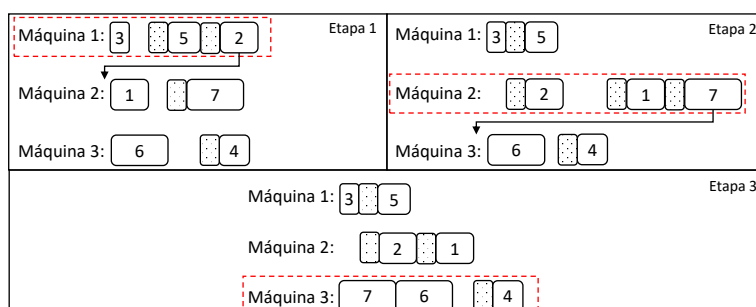 Etapa 1
Máquina 1: 3 5 2
Máquina 2: 1 7
Máquina 3: 6 4
Etapa 2
Máquina 1: 3 5
Máquina 2: 2 1 7
Máquina 3: 6 4
Etapa 3
Máquina 1: 3 5
Máquina 2: 2 1
Máquina 3: 7 6 4